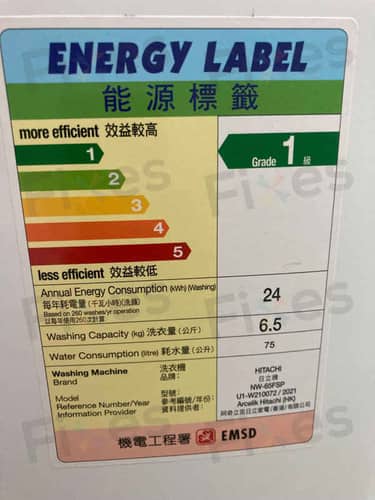 ENERGY LABEL
能源標籤
more efficient 效益較高
1
2
3
4
5
less efficient 效益較低
Grade 1 級
Annual Energy Consumption (kWh) (Washing) 24
每年耗電量 (千瓦小時)(洗滌)
Based on 260 washes/yr operation
以每年使用260次計算
Washing Capacity (kg) 洗衣量 (公斤) 6.5
Water Consumption (litre) 耗水量 (公升) 75
Washing Machine 洗衣機 HITACHI
Brand 品牌： 日立牌
Model 型號： NW-65FSP
Reference Number/Year 參考編號/年份： U1-W210072 / 2021
Information Provider 資料提供者： Arcelik Hitachi (HK)
機電工程署 EMSD
Fixes